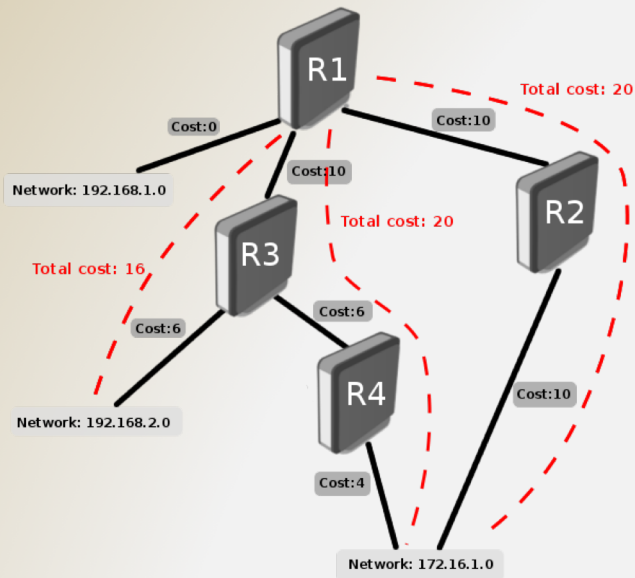 R1
Total cost: 20
Cost:0
Cost:10
Network: 192.168.1.0
Cost:10
R2
Total cost: 20
R3
Total cost: 16
Cost:6
Cost:6
R4
Cost:10
Network: 192.168.2.0
Cost:4
Network: 172.16.1.0